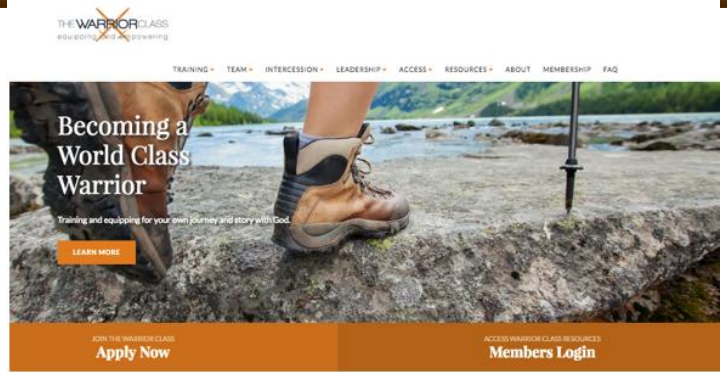 THE WARRIOR CLASS
equipping and empowering
TRAINING TEAM INTERCESSION LEADERSHIP ACCESS RESOURCES ABOUT MEMBERSHIP FAQ
Becoming a
World Class
Warrior
Training and equipping for your own journey and story with God.
LEARN MORE
JOIN THE WARRIOR CLASS
Apply Now
ACCESS WARRIOR CLASS RESOURCES
Members Login